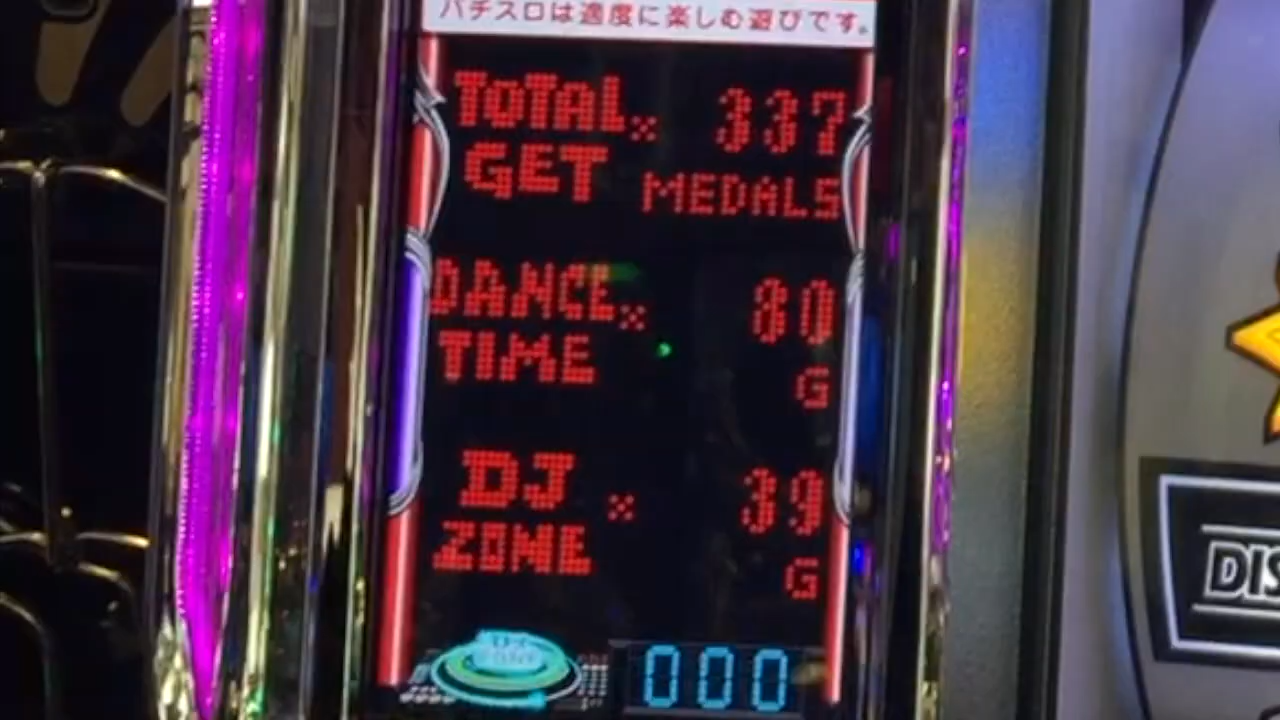 パチスロは適度に楽しむ遊びです。
TOTAL GET × 337 MEDALS
DANCE TIME × 80 G
DJ ZONE × 39 G
000
DIS